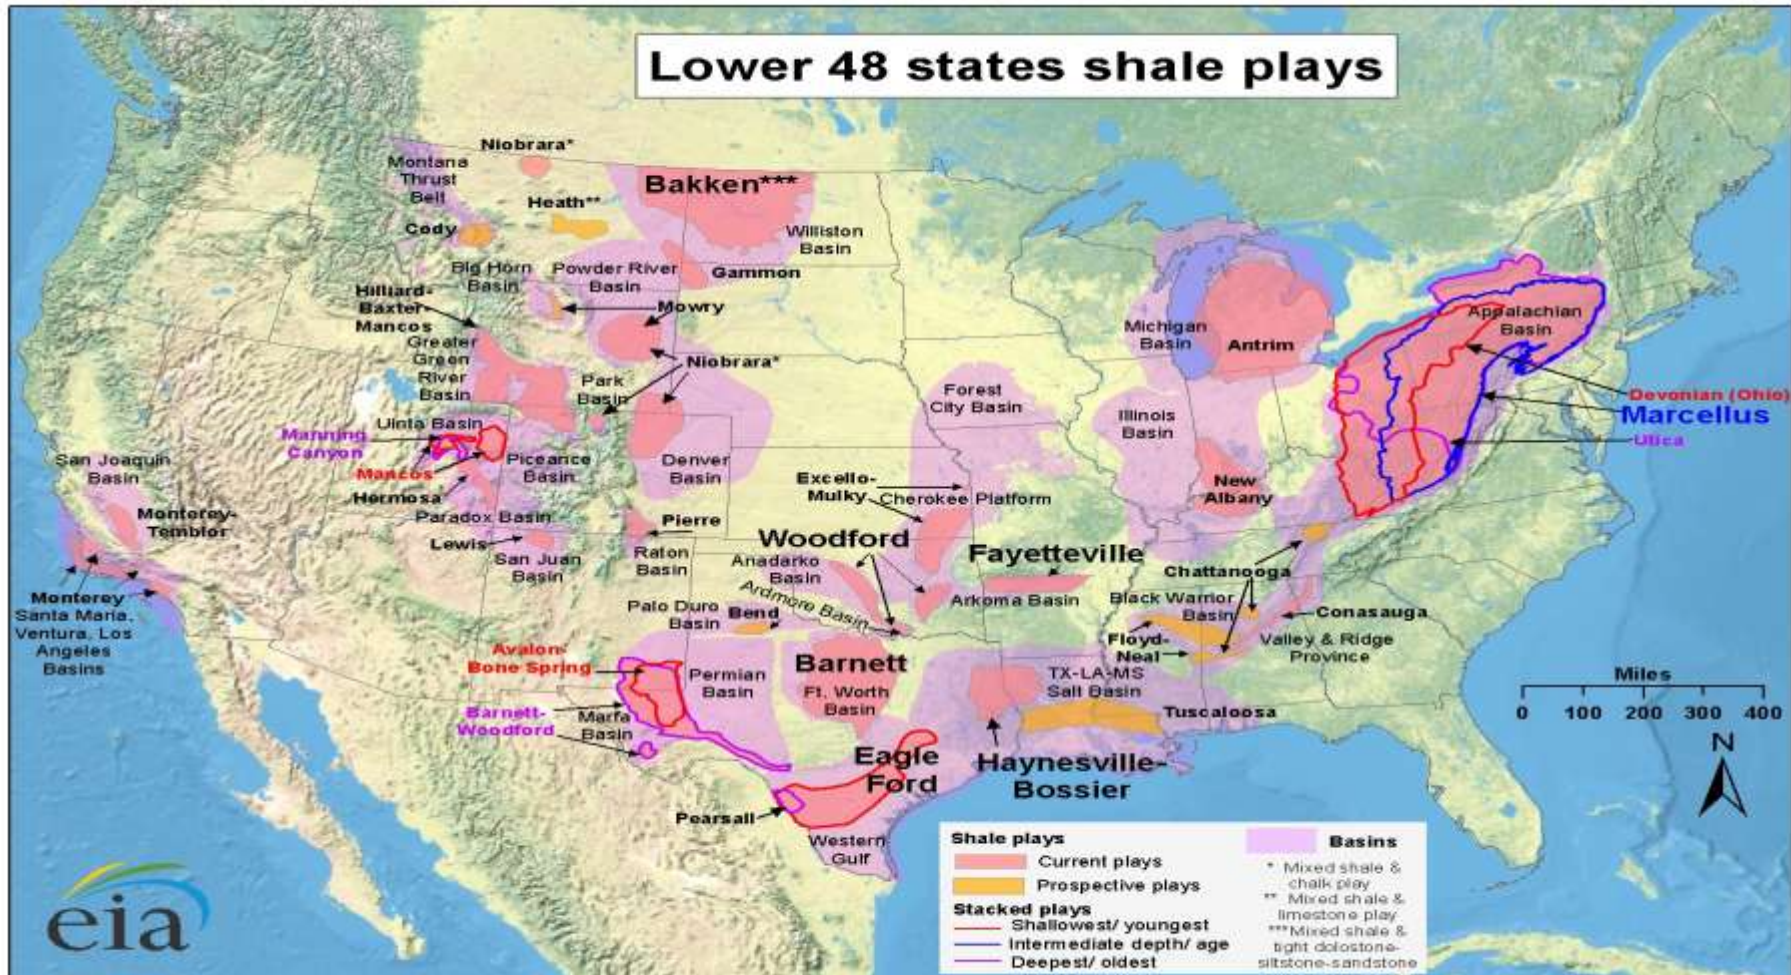 Lower 48 states shale plays
Niobrara*
Montana
Thrust
Belt
Bakken***
Heath**
Cody
Williston
Basin
Big Horn
Basin
Powder River
Basin
Gammon
Hilliard-
Baxter-
Mancos
Mowry
Greater
Green
River
Basin
Niobrara*
Park
Basin
Michigan
Basin
Antrim
Appalachian
Basin
Forest
City Basin
Illinois
Basin
Devonian (Ohio)
Marcellus
Utica
Uinta Basin
Manning
Canyon
Mancos
Piceance
Basin
Denver
Basin
San Joaquin
Basin
Hermosa
Excello-
Mulky
Cherokee Platform
New
Albany
Monterey-
Temblor
Paradox Basin
Pierre
Lewis
San Juan
Basin
Raton
Basin
Woodford
Anadarko
Basin
Fayetteville
Chattanooga
Monterey
Santa Maria,
Ventura, Los
Angeles
Basins
Palo Duro
Basin
Bend
Ardmore Basin
Arkoma Basin
Black Warrior
Basin
Conasauga
Floyd-
Neal
Valley & Ridge
Province
Avalon-
Bone Spring
Permian
Basin
Barnett
Ft. Worth
Basin
TX-LA-MS
Salt Basin
Tuscaloosa
Barnett-
Woodford
Marfa
Basin
Eagle
Ford
Haynesville-
Bossier
Pearsall
Western
Gulf
Miles
0 100 200 300 400
N
Shale plays
Current plays
Prospective plays
Stacked plays
Shallowest/ youngest
Intermediate depth/ age
Deepest/ oldest
Basins
* Mixed shale &
chalk play
** Mixed shale &
limestone play
***Mixed shale &
tight dolostone-
siltstone-sandstone
eia